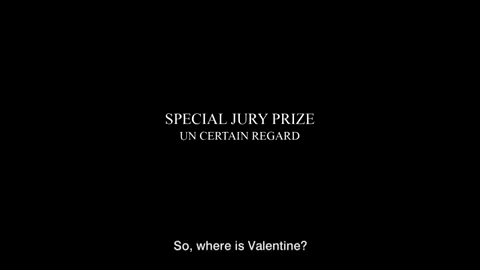 SPECIAL JURY PRIZE
UN CERTAIN REGARD
So, where is Valentine?